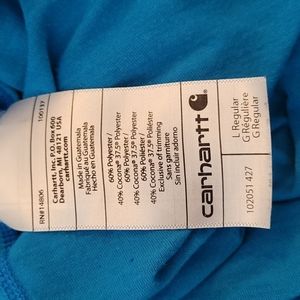 carhartt
L Regular
G Régulière
G Regular
102051 427
60% Polyester /
40% Cocona® 37.5® Polyester
60% Polyester /
40% Cocona® 37.5® Polyester
60% Poliéster /
40% Cocona® 37.5® Poliéster
Exclusive of trimming
Sans garniture
Sin incluir adorno
Made in Guatemala
Fabriqué au Guatemala
Hecho en Guatemala
Carhartt, Inc. P.O. Box 600
Dearborn, MI 48121 USA
carhartt.com
RN#14806